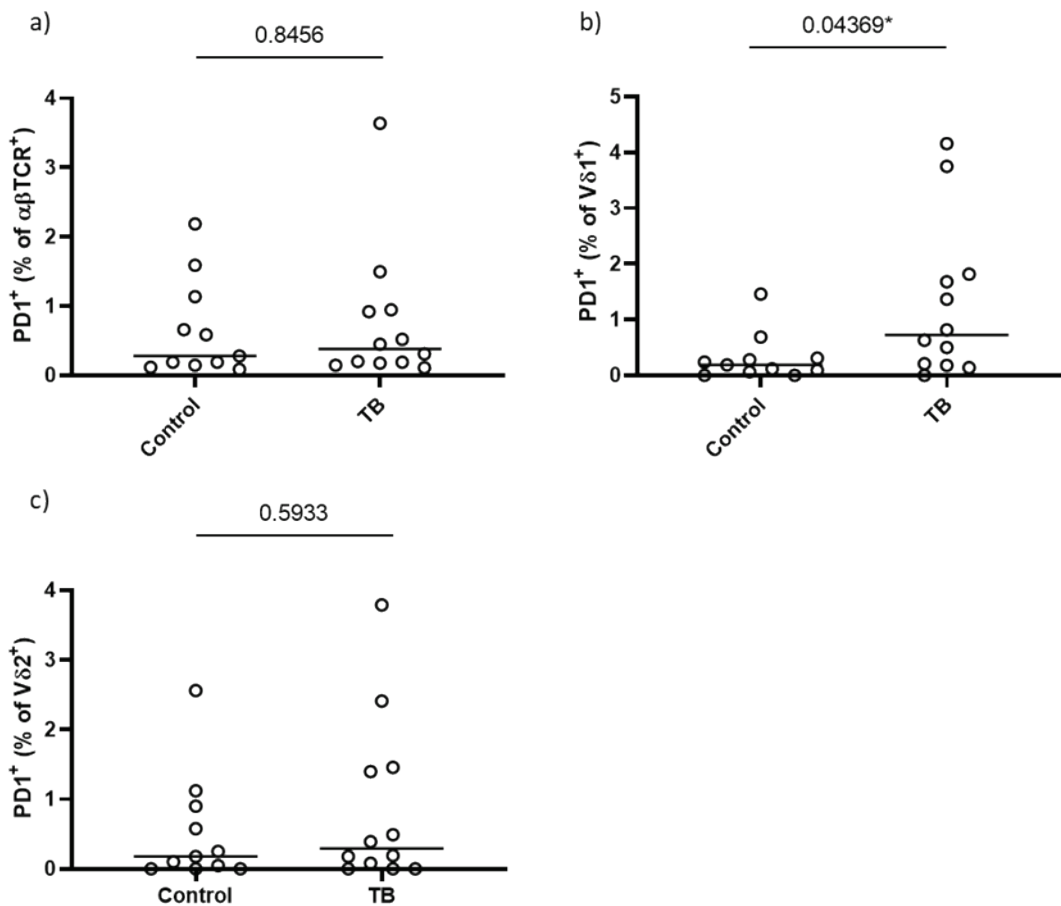 a)
0.8456
PD1⁺ (% of αβTCR⁺)
4
3
2
1
0
Control
TB
b)
0.04369*
PD1⁺ (% of Vδ1⁺)
5
4
3
2
1
0
Control
TB
c)
0.5933
PD1⁺ (% of Vδ2⁺)
4
3
2
1
0
Control
TB